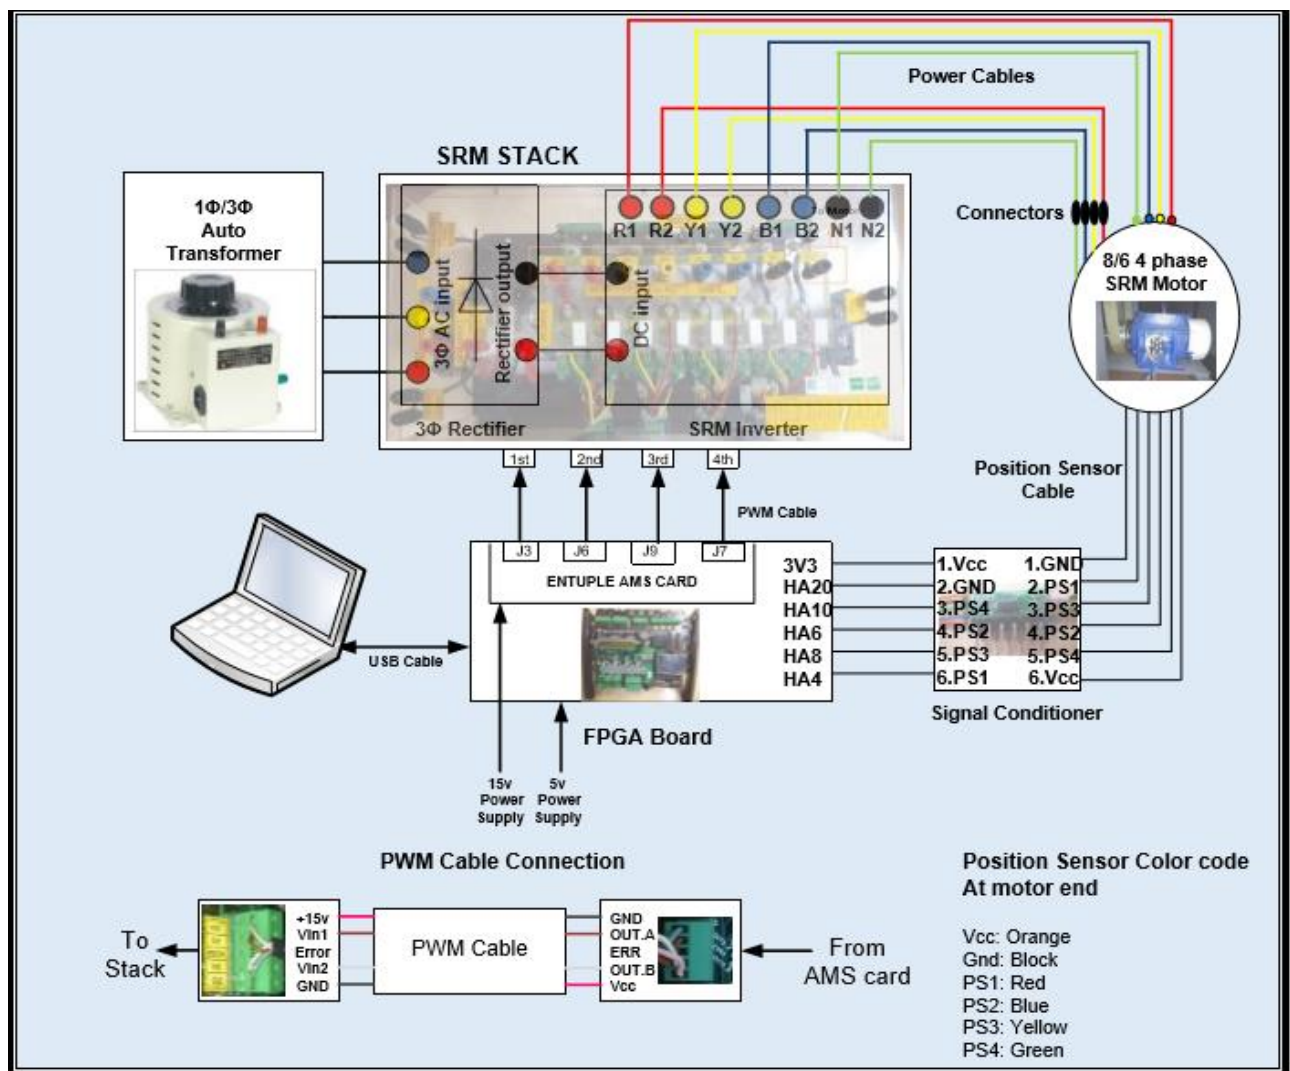 Power Cables
SRM STACK
1Φ/3Φ
Auto
Transformer
R1 R2 Y1 Y2 B1 B2 N1 N2
To Motor
Connectors
8/6 4 phase
SRM Motor
3Φ AC input
Rectifier output
DC input
3Φ Rectifier
SRM Inverter
1st
2nd
3rd
4th
Position Sensor
Cable
PWM Cable
J3
J6
J9
J7
ENTUPLE AMS CARD
3V3
HA20
HA10
HA6
HA8
HA4
1.Vcc
2.GND
3.PS4
4.PS2
5.PS3
6.PS1
1.GND
2.PS1
3.PS3
4.PS2
5.PS4
6.Vcc
USB Cable
Signal Conditioner
FPGA Board
15v
Power
Supply
5v
Power
Supply
PWM Cable Connection
To
Stack
+15v
Vin1
Error
Vin2
GND
PWM Cable
GND
OUT.A
ERR
OUT.B
Vcc
From
AMS card
Position Sensor Color code
At motor end
Vcc: Orange
Gnd: Block
PS1: Red
PS2: Blue
PS3: Yellow
PS4: Green